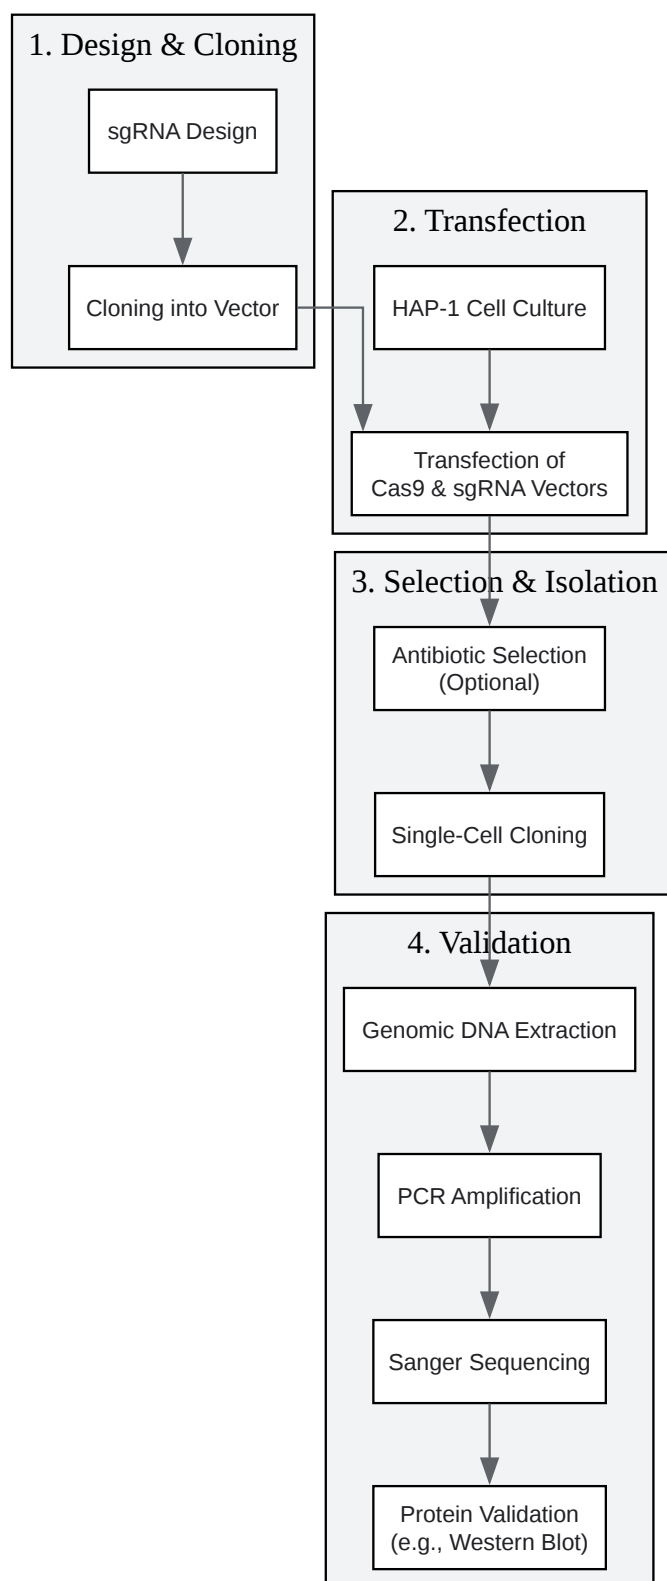 1. Design & Cloning
sgRNA Design
Cloning into Vector
2. Transfection
HAP-1 Cell Culture
Transfection of
Cas9 & sgRNA Vectors
3. Selection & Isolation
Antibiotic Selection
(Optional)
Single-Cell Cloning
4. Validation
Genomic DNA Extraction
PCR Amplification
Sanger Sequencing
Protein Validation
(e.g., Western Blot)